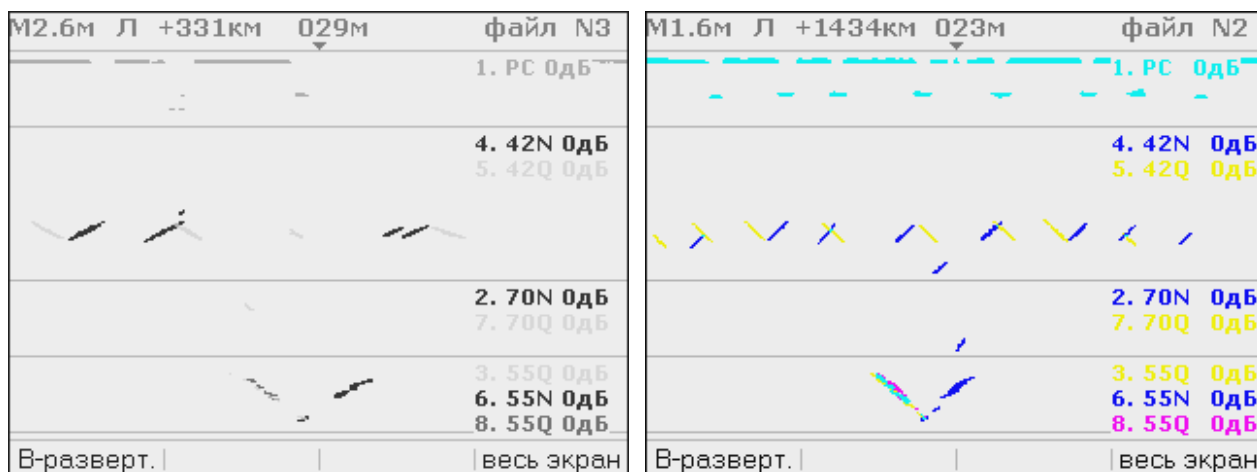 М2.6м Л +331км 029м файл N3
1. РС 0дБ
4. 42N 0дБ
5. 42Q 0дБ
2. 70N 0дБ
7. 70Q 0дБ
3. 55Q 0дБ
6. 55N 0дБ
8. 55Q 0дБ
В-разверт. весь экран
М1.6м Л +1434км 023м файл N2
1. РС 0дБ
4. 42N 0дБ
5. 42Q 0дБ
2. 70N 0дБ
7. 70Q 0дБ
3. 55Q 0дБ
6. 55N 0дБ
8. 55Q 0дБ
В-разверт. весь экран